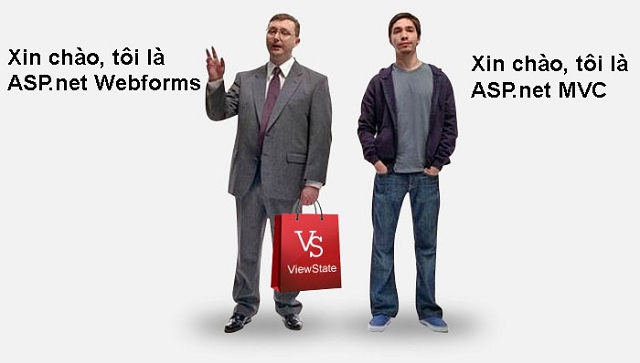 Xin chào, tôi là
ASP.net Webforms
Xin chào, tôi là
ASP.net MVC
VS
ViewState